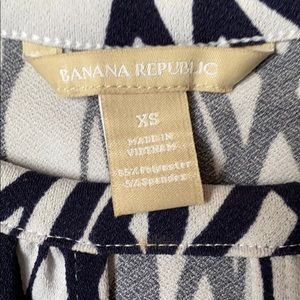 BANANA REPUBLIC
XS
MADE IN
VIETNAM
95% Polyester
5% Spandex